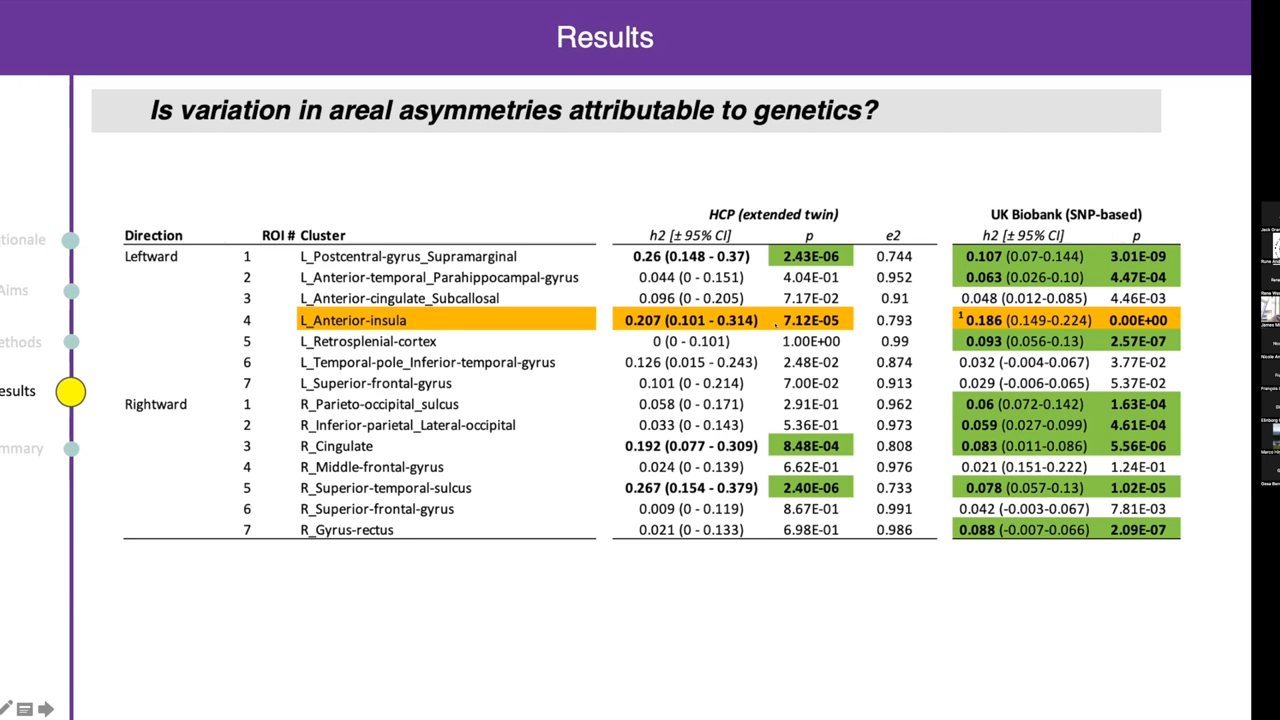 Results
Is variation in areal asymmetries attributable to genetics?
HCP (extended twin) UK Biobank (SNP-based)
Direction ROI # Cluster h2 [± 95% CI] p e2 h2 [± 95% CI] p
Leftward 1 L_Postcentral-gyrus_Supramarginal 0.26 (0.148 - 0.37) 2.43E-06 0.744 0.107 (0.07-0.144) 3.01E-09
2 L_Anterior-temporal_Parahippocampal-gyrus 0.044 (0 - 0.151) 4.04E-01 0.952 0.063 (0.026-0.10) 4.47E-04
3 L_Anterior-cingulate_Subcallosal 0.096 (0 - 0.205) 7.17E-02 0.91 0.048 (0.012-0.085) 4.46E-03
4 L_Anterior-insula 0.207 (0.101 - 0.314) 7.12E-05 0.793 1 0.186 (0.149-0.224) 0.00E+00
5 L_Retrosplenial-cortex 0 (0 - 0.101) 1.00E+00 0.99 0.093 (0.056-0.13) 2.57E-07
6 L_Temporal-pole_Inferior-temporal-gyrus 0.126 (0.015 - 0.243) 2.48E-02 0.874 0.032 (-0.004-0.067) 3.77E-02
7 L_Superior-frontal-gyrus 0.101 (0 - 0.214) 7.00E-02 0.913 0.029 (-0.006-0.065) 5.37E-02
Rightward 1 R_Parieto-occipital_sulcus 0.058 (0 - 0.171) 2.91E-01 0.962 0.06 (0.072-0.142) 1.63E-04
2 R_Inferior-parietal_Lateral-occipital 0.033 (0 - 0.143) 5.36E-01 0.973 0.059 (0.027-0.099) 4.61E-04
3 R_Cingulate 0.192 (0.077 - 0.309) 8.48E-04 0.808 0.083 (0.011-0.086) 5.56E-06
4 R_Middle-frontal-gyrus 0.024 (0 - 0.139) 6.62E-01 0.976 0.021 (0.151-0.222) 1.24E-01
5 R_Superior-temporal-sulcus 0.267 (0.154 - 0.379) 2.40E-06 0.733 0.078 (0.057-0.13) 1.02E-05
6 R_Superior-frontal-gyrus 0.009 (0 - 0.119) 8.67E-01 0.991 0.042 (-0.003-0.067) 7.81E-03
7 R_Gyrus-rectus 0.021 (0 - 0.133) 6.98E-01 0.986 0.088 (-0.007-0.066) 2.09E-07
tionale
Aims
ethods
esults
mmary